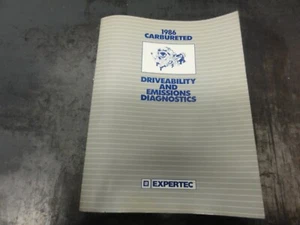 1986
CARBURETED
DRIVEABILITY
AND
EMISSIONS
DIAGNOSTICS
EXPERTEC